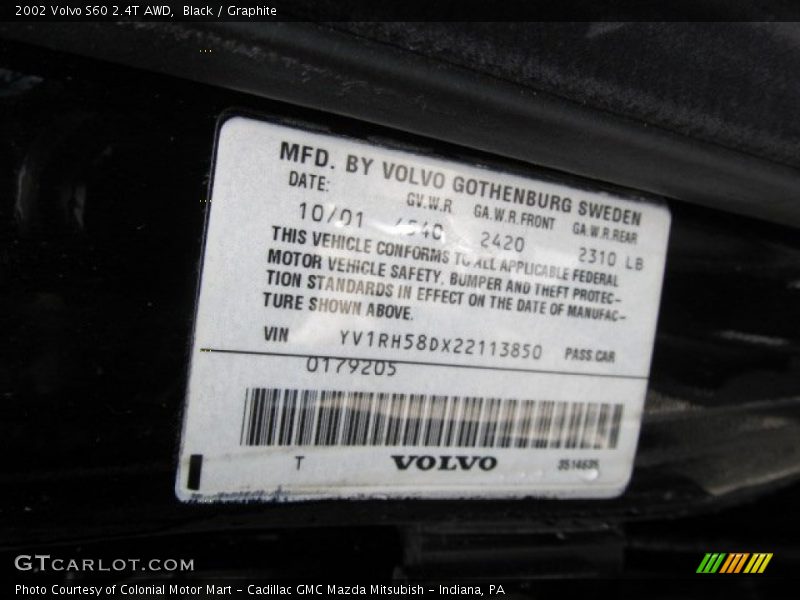 2002 Volvo S60 2.4T AWD, Black / Graphite
MFD. BY VOLVO GOTHENBURG SWEDEN
DATE: GV.W.R GA.W.R.FRONT GA.W.R.REAR
10/01 4540 2420 2310 LB
THIS VEHICLE CONFORMS TO ALL APPLICABLE FEDERAL
MOTOR VEHICLE SAFETY, BUMPER AND THEFT PROTEC-
TION STANDARDS IN EFFECT ON THE DATE OF MANUFAC-
TURE SHOWN ABOVE.
VIN YV1RH58DX22113850 PASS CAR
0179205
T VOLVO
GTCARLOT.COM
Photo Courtesy of Colonial Motor Mart - Cadillac GMC Mazda Mitsubish - Indiana, PA